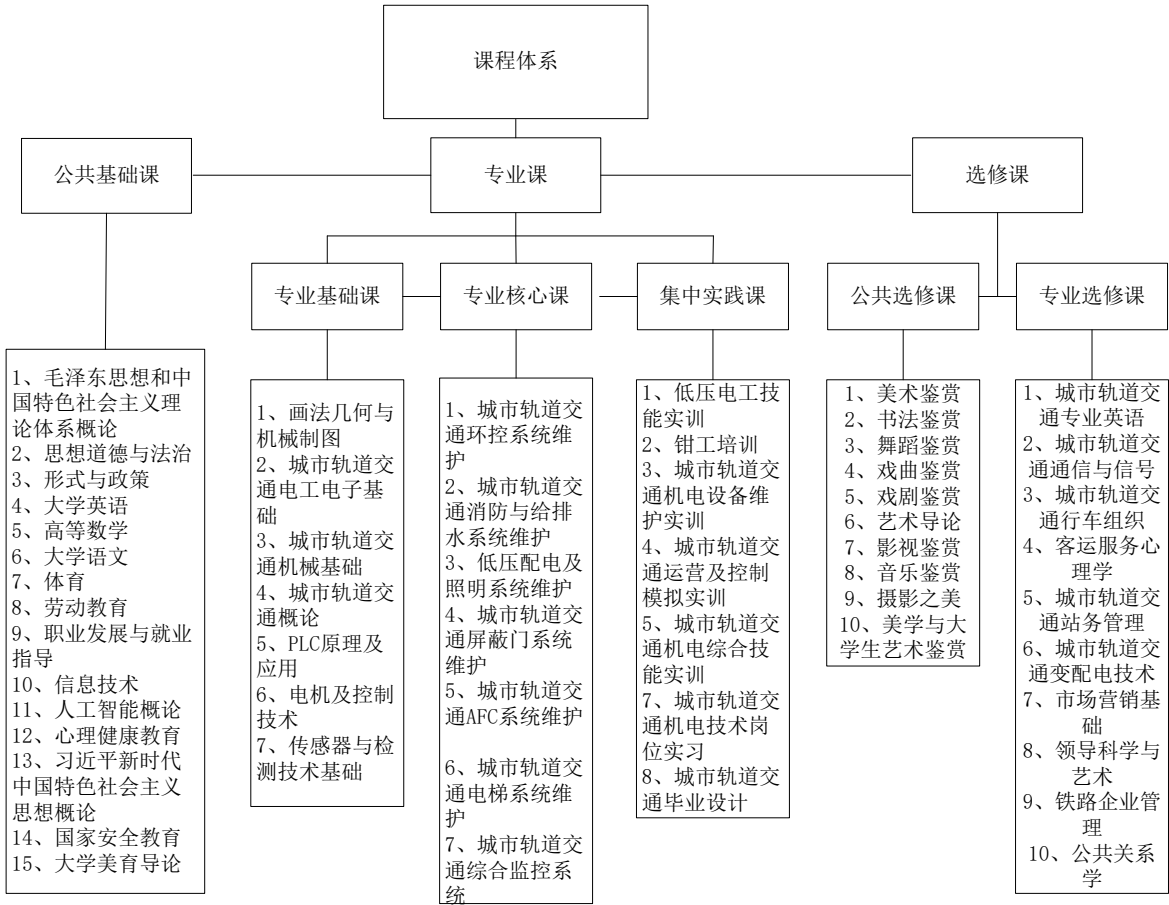 课程体系
公共基础课
专业课
选修课
专业基础课
专业核心课
集中实践课
公共选修课
专业选修课
1、毛泽东思想和中
国特色社会主义理
论体系概论
2、思想道德与法治
3、形式与政策
4、大学英语
5、高等数学
6、大学语文
7、体育
8、劳动教育
9、职业发展与就业
指导
10、信息技术
11、人工智能概论
12、心理健康教育
13、习近平新时代
中国特色社会主义
思想概论
14、国家安全教育
15、大学美育导论
1、画法几何与
机械制图
2、城市轨道交
通电工电子基
础
3、城市轨道交
通机械基础
4、城市轨道交
通概论
5、PLC原理及
应用
6、电机及控制
技术
7、传感器与检
测技术基础
1、城市轨道交
通环控系统维
护
2、城市轨道交
通消防与给排
水系统维护
3、低压配电及
照明系统维护
4、城市轨道交
通屏蔽门系统
维护
5、城市轨道交
通AFC系统维护
6、城市轨道交
通电梯系统维
护
7、城市轨道交
通综合监控系
统
1、低压电工技
能实训
2、钳工培训
3、城市轨道交
通机电设备维
护实训
4、城市轨道交
通运营及控制
模拟实训
5、城市轨道交
通机电综合技
能实训
7、城市轨道交
通机电技术岗
位实习
8、城市轨道交
通毕业设计
1、美术鉴赏
2、书法鉴赏
3、舞蹈鉴赏
4、戏曲鉴赏
5、戏剧鉴赏
6、艺术导论
7、影视鉴赏
8、音乐鉴赏
9、摄影之美
10、美学与大
学生艺术鉴赏
1、城市轨道交
通专业英语
2、城市轨道交
通通信与信号
3、城市轨道交
通行车组织
4、客运服务心
理学
5、城市轨道交
通站务管理
6、城市轨道交
通变配电技术
7、市场营销基
础
8、领导科学与
艺术
9、铁路企业管
理
10、公共关系
学